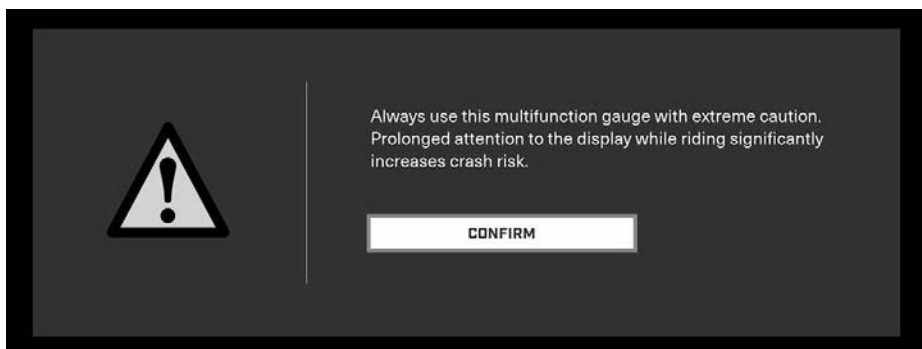 Always use this multifunction gauge with extreme caution.
Prolonged attention to the display while riding significantly
increases crash risk.
CONFIRM